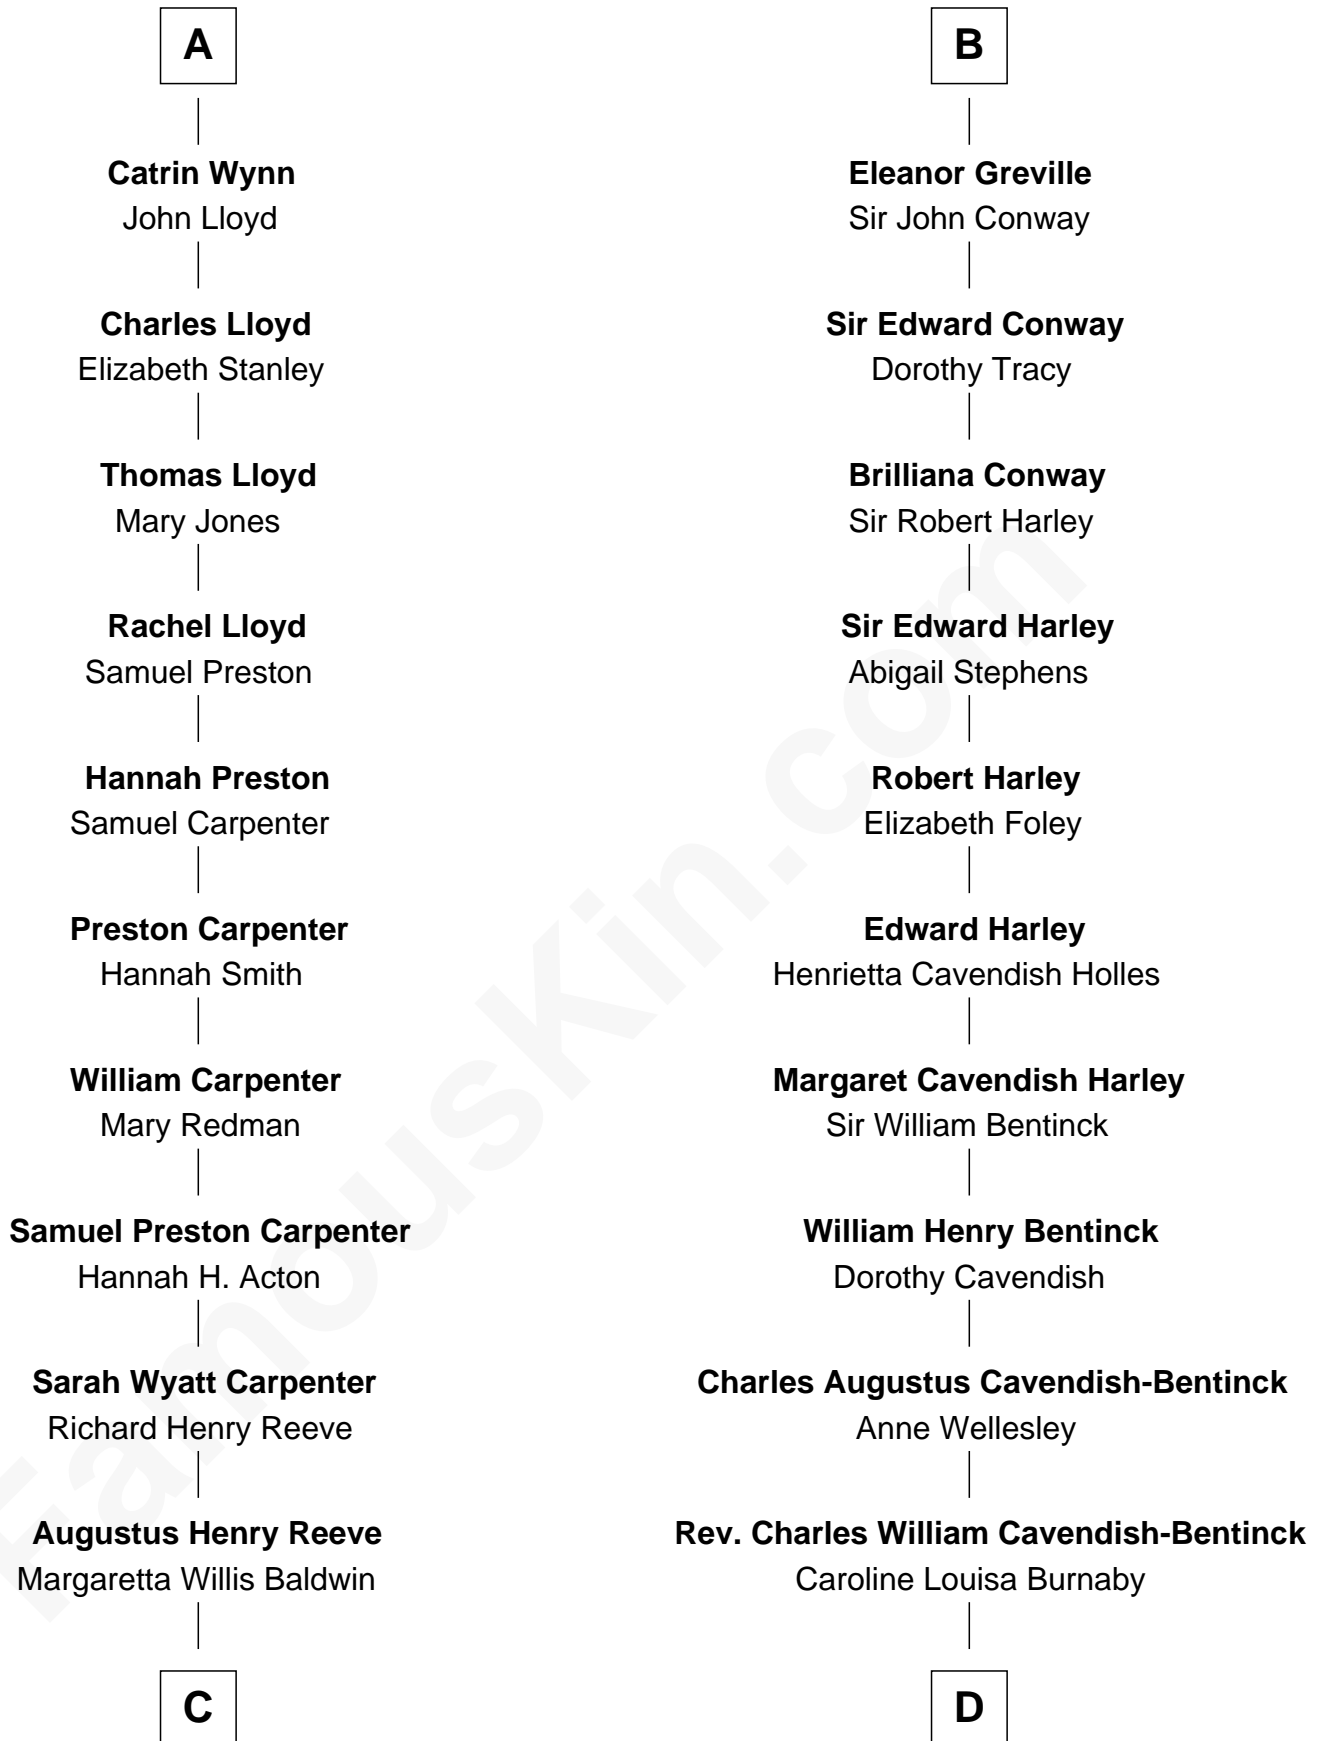 A
Catrin Wynn
John Lloyd
Charles Lloyd
Elizabeth Stanley
Thomas Lloyd
Mary Jones
Rachel Lloyd
Samuel Preston
Hannah Preston
Samuel Carpenter
Preston Carpenter
Hannah Smith
William Carpenter
Mary Redman
Samuel Preston Carpenter
Hannah H. Acton
Sarah Wyatt Carpenter
Richard Henry Reeve
Augustus Henry Reeve
Margaretta Willis Baldwin
C
B
Eleanor Greville
Sir John Conway
Sir Edward Conway
Dorothy Tracy
Brilliana Conway
Sir Robert Harley
Sir Edward Harley
Abigail Stephens
Robert Harley
Elizabeth Foley
Edward Harley
Henrietta Cavendish Holles
Margaret Cavendish Harley
Sir William Bentinck
William Henry Bentinck
Dorothy Cavendish
Charles Augustus Cavendish-Bentinck
Anne Wellesley
Rev. Charles William Cavendish-Bentinck
Caroline Louisa Burnaby
D
FamousKin.com